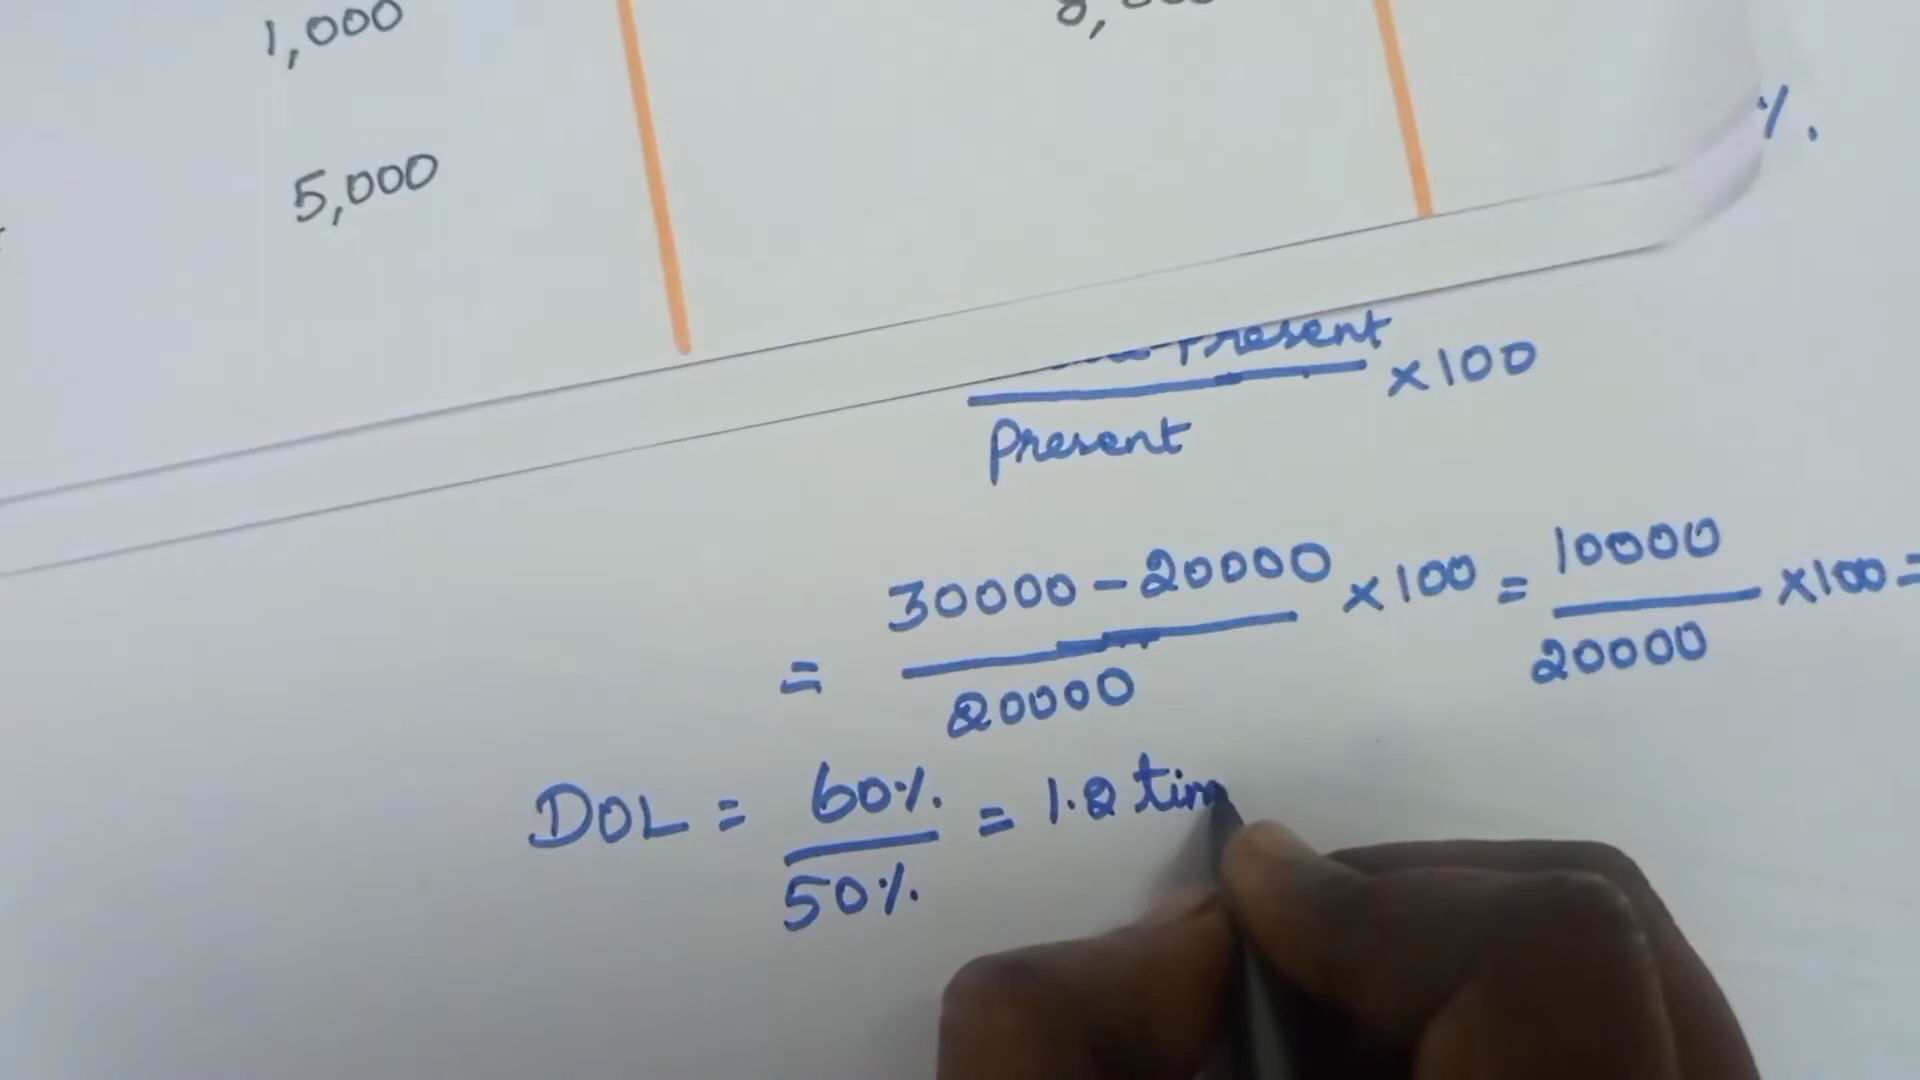 1,000
5,000
%.
Present × 100
Present
= 30000 - 20000 × 100 = 10000 × 100 =
20000 20000
DOL = 60% = 1.2 tim
50%